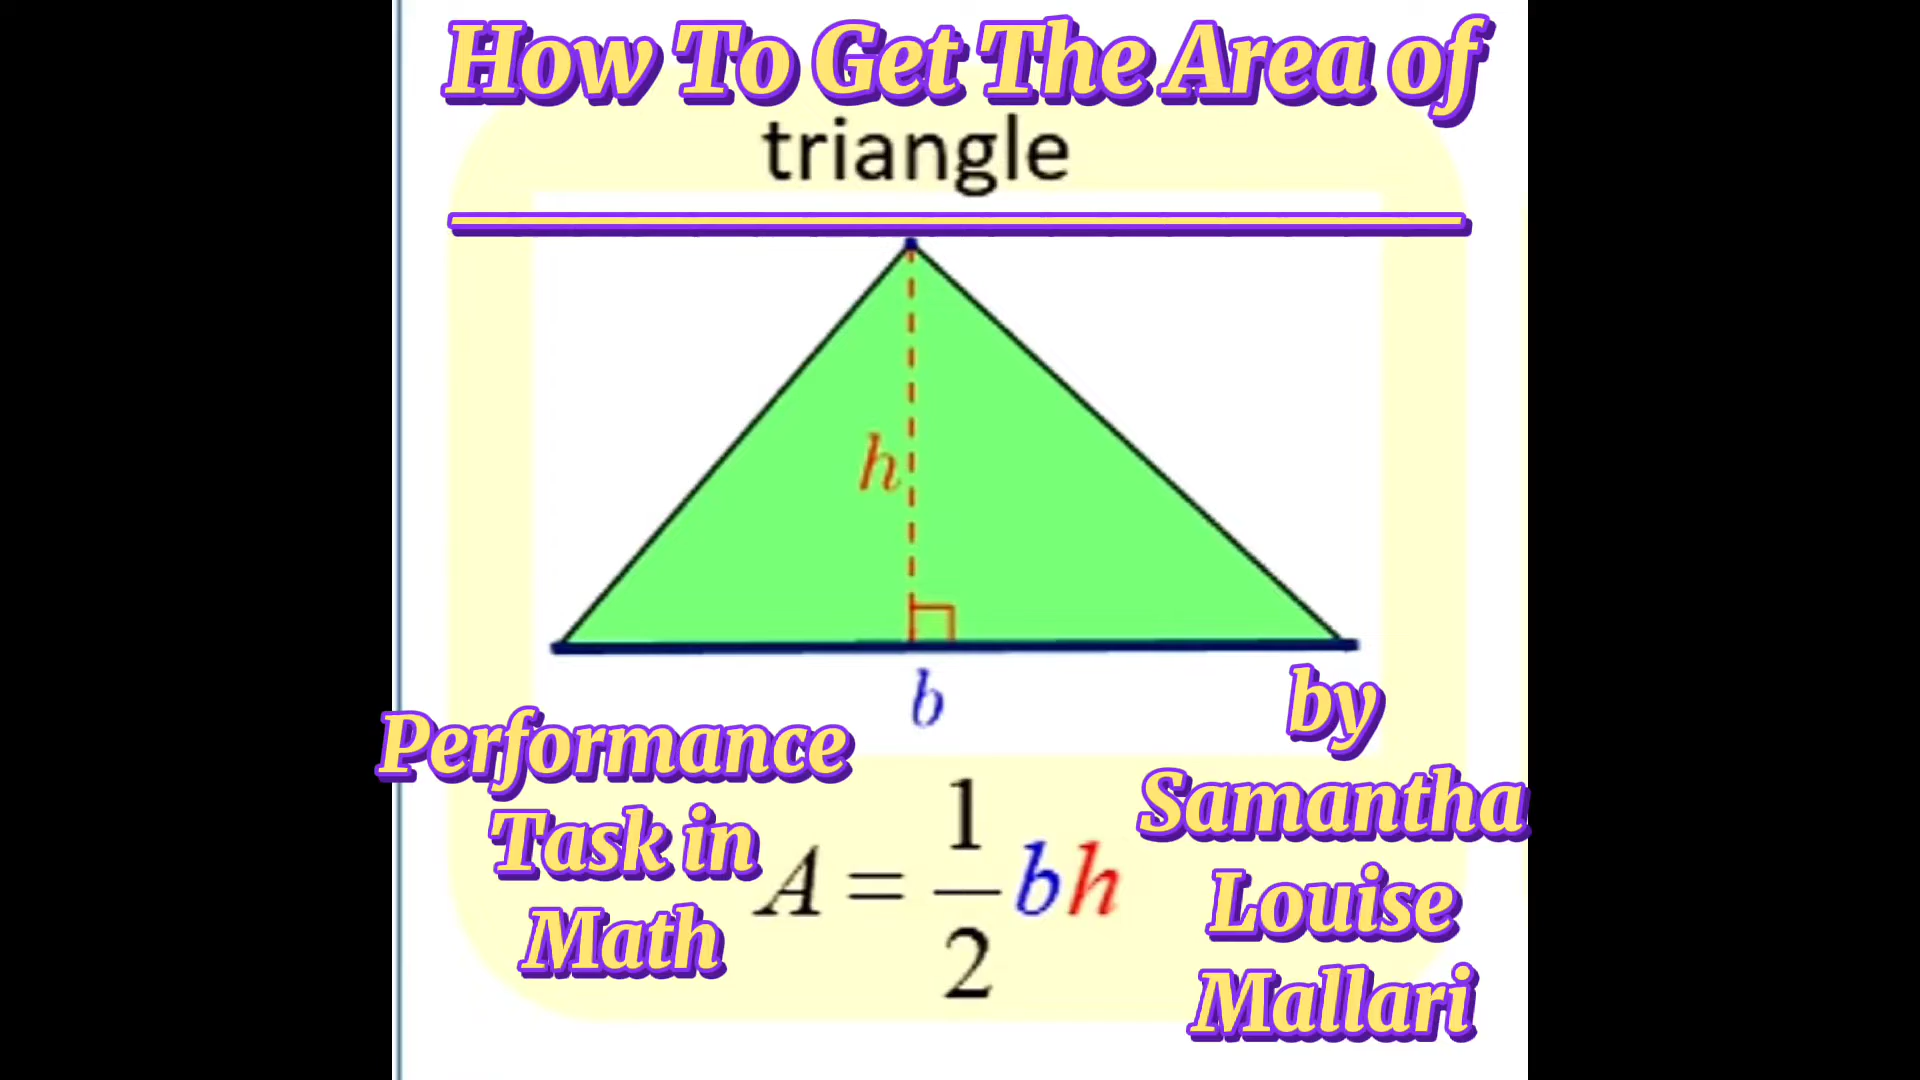 How To Get The Area of
triangle
h
b
Performance
Task in
Math
A = 1/2 bh
by
Samantha
Louise
Mallari